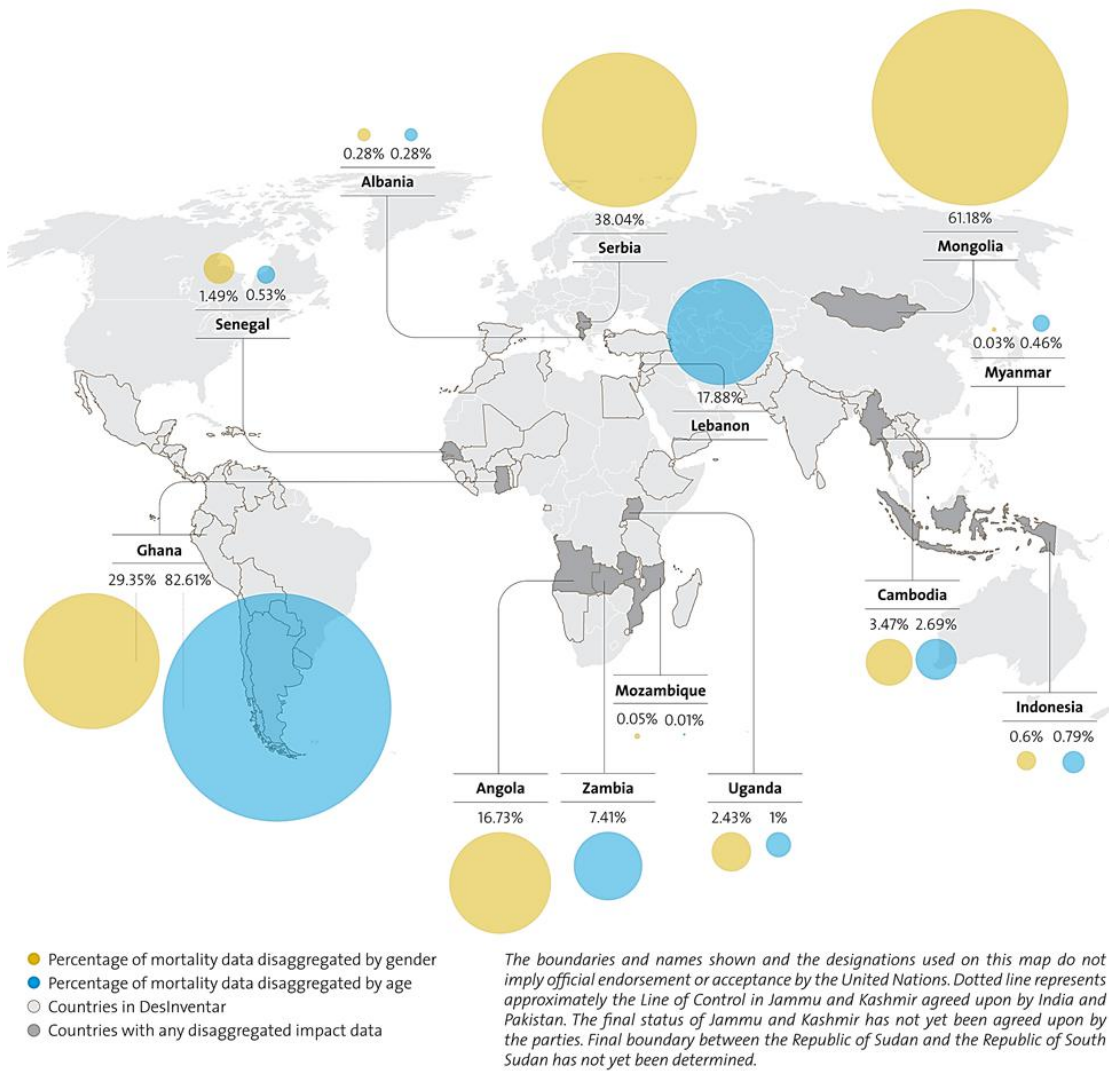 0.28% 0.28%
Albania
38.04%
Serbia
61.18%
Mongolia
1.49% 0.53%
Senegal
0.03% 0.46%
Myanmar
17.88%
Lebanon
Ghana
29.35% 82.61%
Cambodia
3.47% 2.69%
Mozambique
0.05% 0.01%
Indonesia
0.6% 0.79%
Angola
16.73%
Zambia
7.41%
Uganda
2.43% 1%
Percentage of mortality data disaggregated by gender
Percentage of mortality data disaggregated by age
Countries in DesInventar
Countries with any disaggregated impact data
The boundaries and names shown and the designations used on this map do not
imply official endorsement or acceptance by the United Nations. Dotted line represents
approximately the Line of Control in Jammu and Kashmir agreed upon by India and
Pakistan. The final status of Jammu and Kashmir has not yet been agreed upon by
the parties. Final boundary between the Republic of Sudan and the Republic of South
Sudan has not yet been determined.